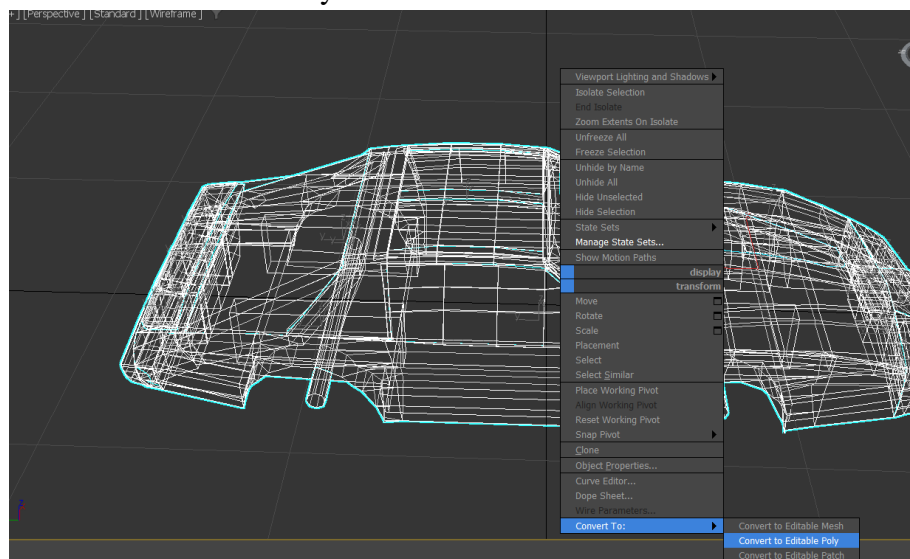 + ] [Perspective ] [Standard ] [Wireframe ]
Viewport Lighting and Shadows
Isolate Selection
End Isolate
Zoom Extents On Isolate
Unfreeze All
Freeze Selection
Unhide by Name
Unhide All
Hide Unselected
Hide Selection
State Sets
Manage State Sets...
Show Motion Paths
display
transform
Move
Rotate
Scale
Placement
Select
Select Similar
Place Working Pivot
Align Working Pivot
Reset Working Pivot
Snap Pivot
Clone
Object Properties...
Curve Editor...
Dope Sheet...
Wire Parameters...
Convert To:
Convert to Editable Mesh
Convert to Editable Poly
Convert to Editable Patch
z